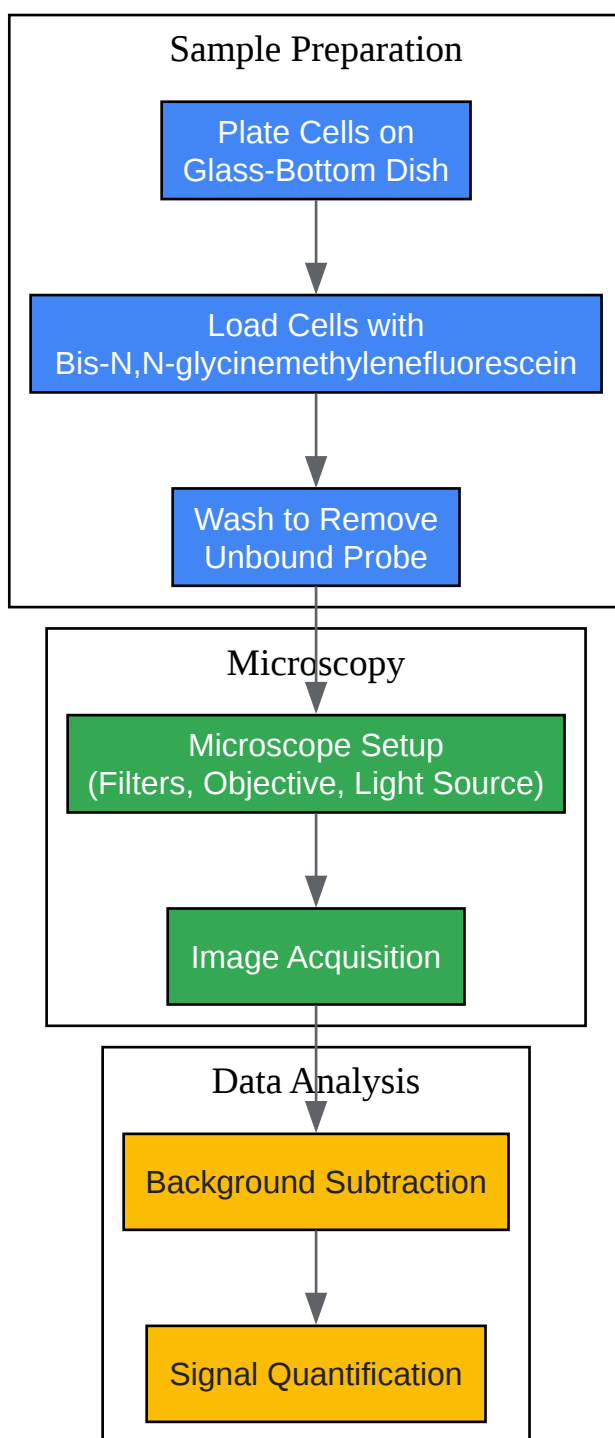 Sample Preparation
Plate Cells on
Glass-Bottom Dish
Load Cells with
Bis-N,N-glycinemethylenefluorescein
Wash to Remove
Unbound Probe
Microscopy
Microscope Setup
(Filters, Objective, Light Source)
Image Acquisition
Data Analysis
Background Subtraction
Signal Quantification